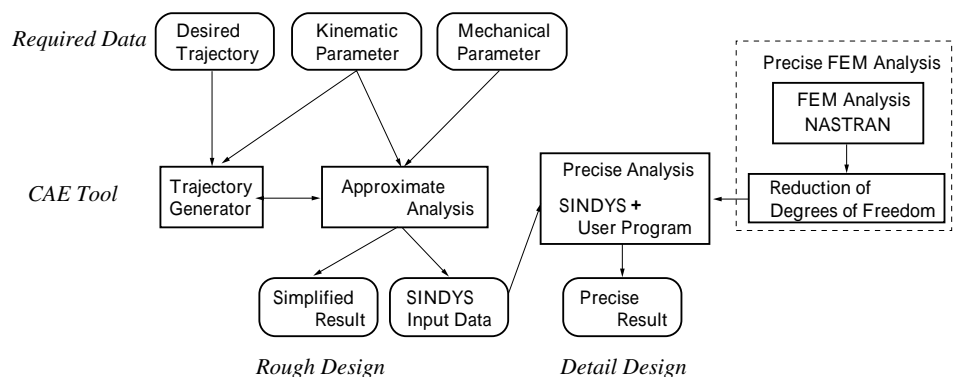 Required Data
Desired
Trajectory
Kinematic
Parameter
Mechanical
Parameter
Precise FEM Analysis
FEM Analysis
NASTRAN
CAE Tool
Trajectory
Generator
Approximate
Analysis
Precise Analysis
SINDYS +
User Program
Reduction of
Degrees of Freedom
Simplified
Result
SINDYS
Input Data
Precise
Result
Rough Design
Detail Design